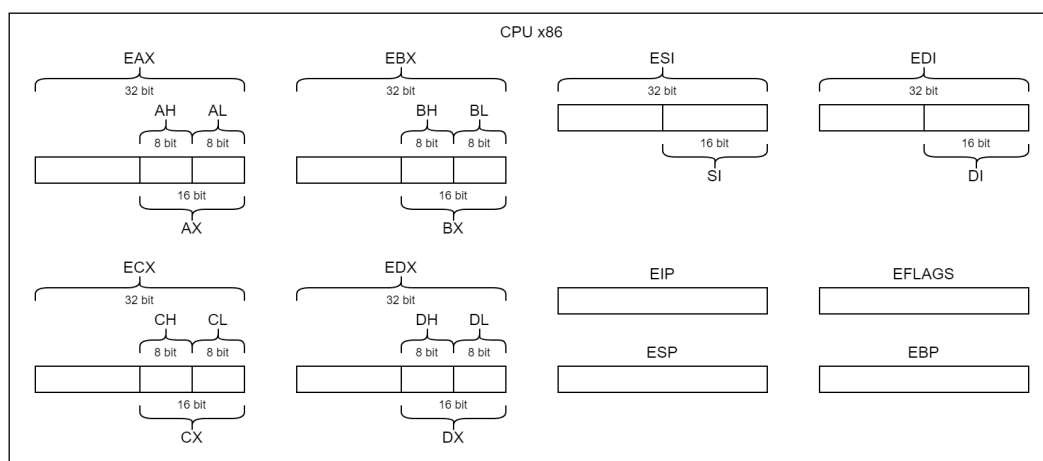 CPU x86
EAX
32 bit
AH AL
8 bit 8 bit
16 bit
AX
EBX
32 bit
BH BL
8 bit 8 bit
16 bit
BX
ESI
32 bit
16 bit
SI
EDI
32 bit
16 bit
DI
ECX
32 bit
CH CL
8 bit 8 bit
16 bit
CX
EDX
32 bit
DH DL
8 bit 8 bit
16 bit
DX
EIP
EFLAGS
ESP
EBP